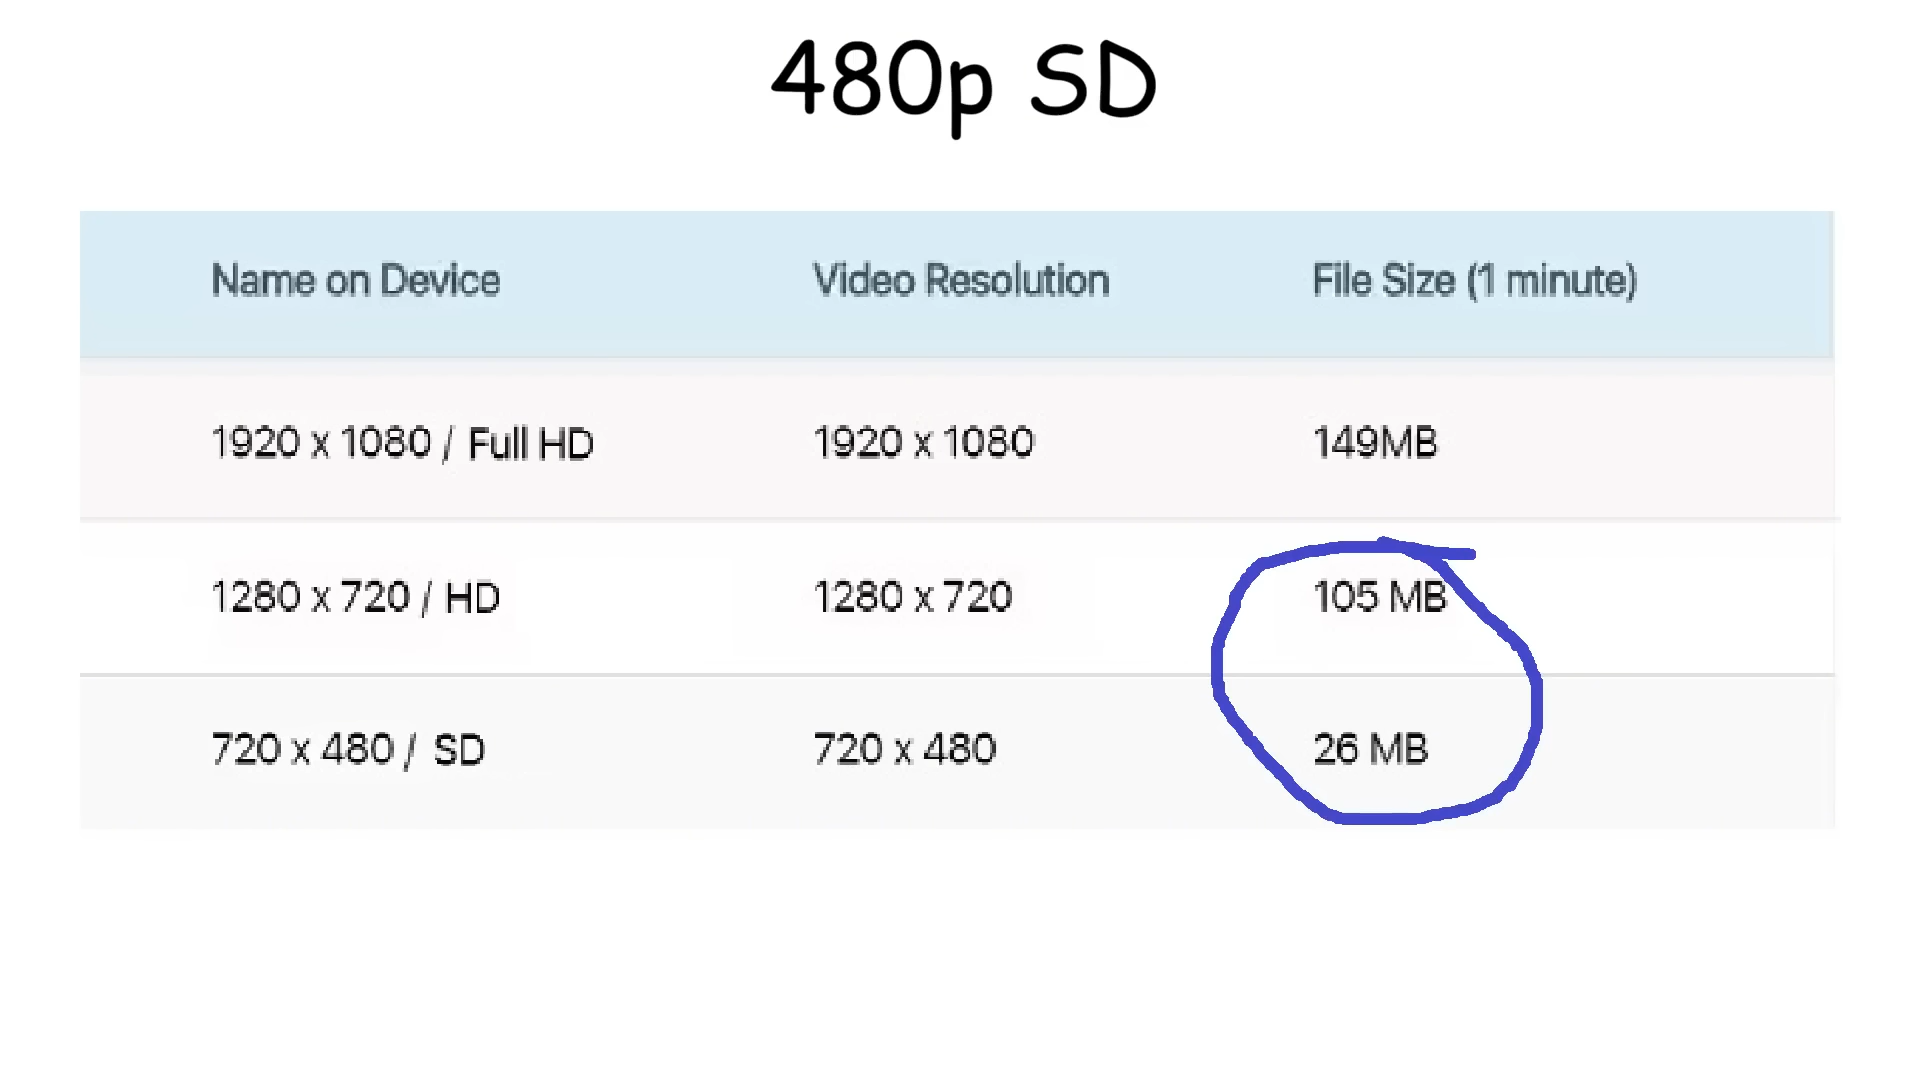 480p SD
Name on Device Video Resolution File Size (1 minute)
1920 x 1080 / Full HD 1920 x 1080 149MB
1280 x 720 / HD 1280 x 720 105 MB
720 x 480 / SD 720 x 480 26 MB